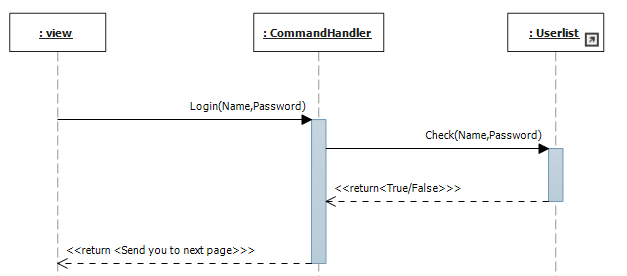 : view
: CommandHandler
: Userlist
Login(Name,Password)
Check(Name,Password)
<<return<True/False>>>
<<return <Send you to next page>>>